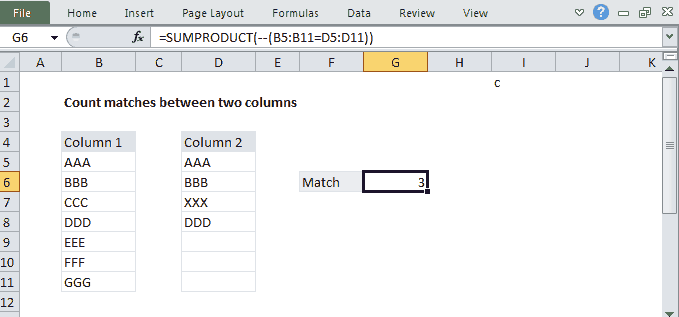 File Home Insert Page Layout Formulas Data Review View
G6 fx =SUMPRODUCT(--(B5:B11=D5:D11))
A B C D E F G H I J K
1 c
2 Count matches between two columns
3
4 Column 1 Column 2
5 AAA AAA
6 BBB BBB Match 3
7 CCC XXX
8 DDD DDD
9 EEE
10 FFF
11 GGG
12